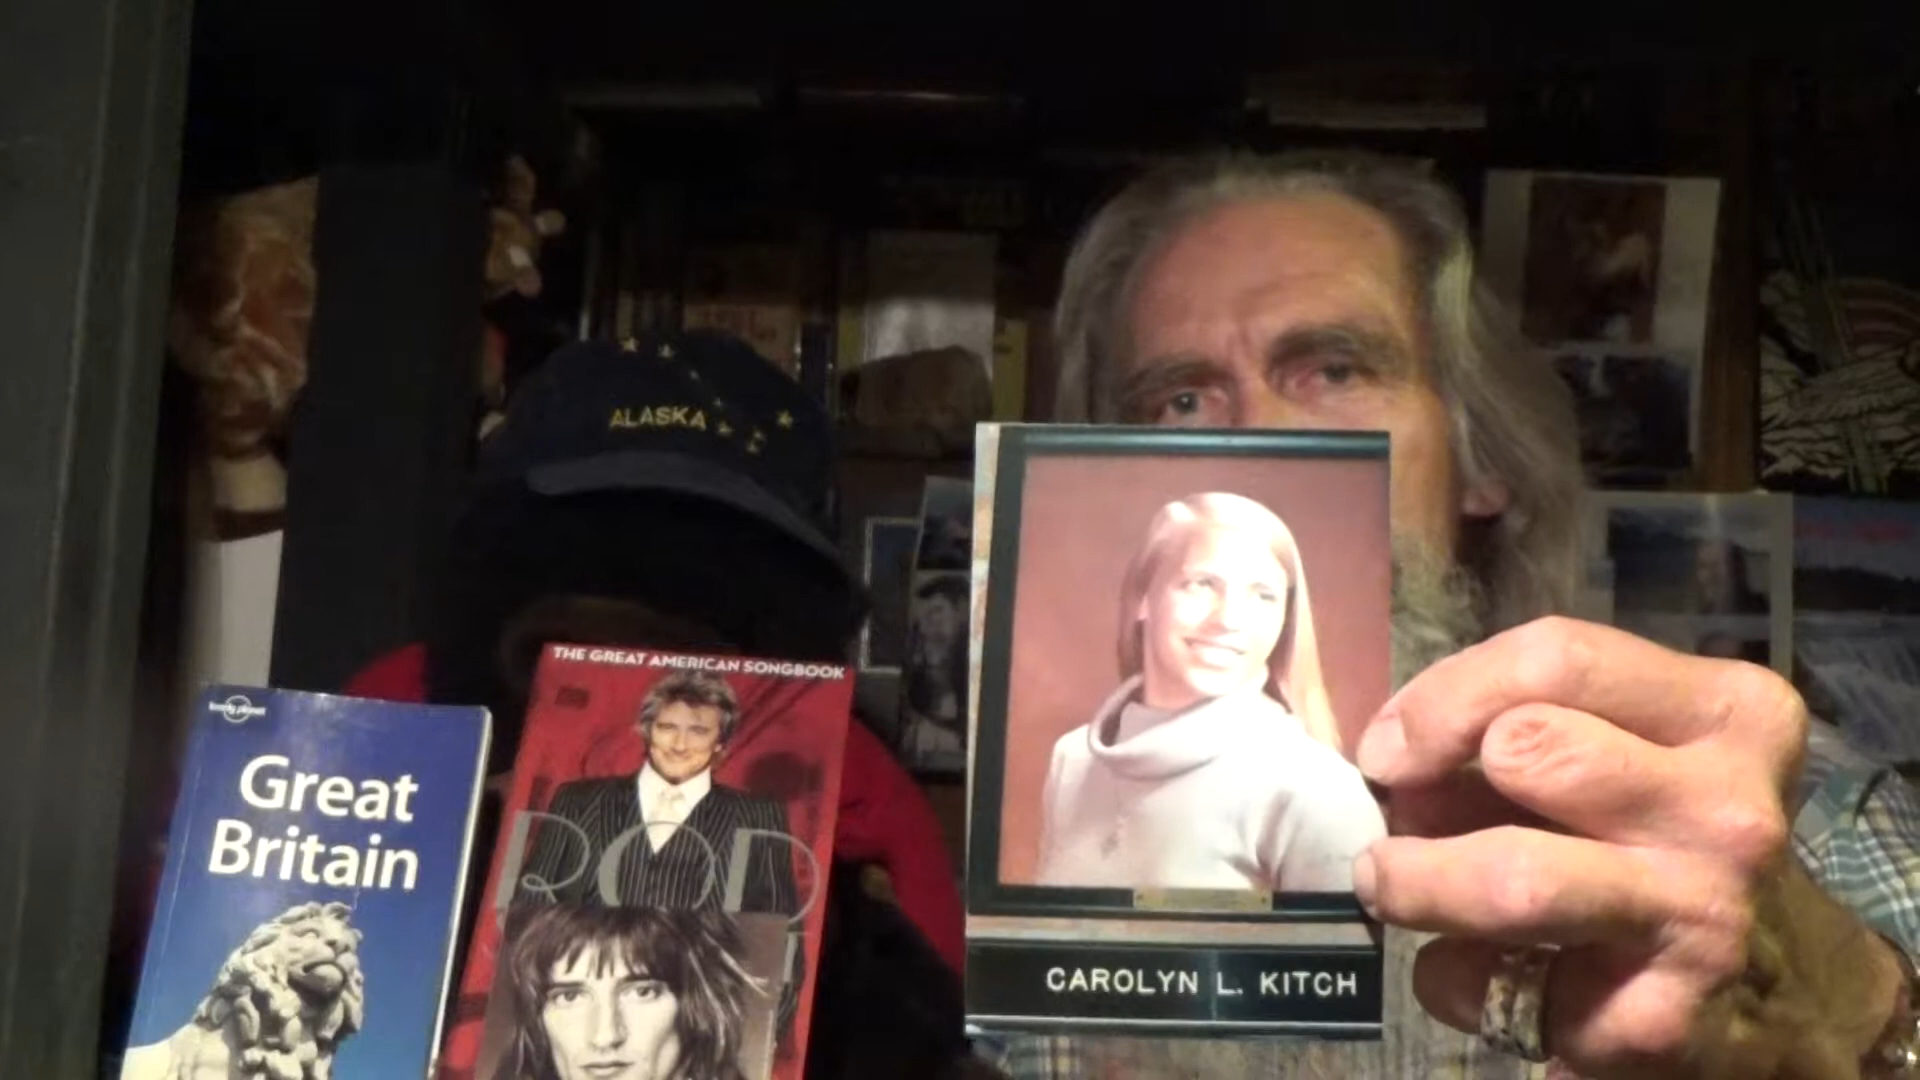 ALASKA
THE GREAT AMERICAN SONGBOOK
lonely planet
Great
Britain
ROD
CAROLYN L. KITCH